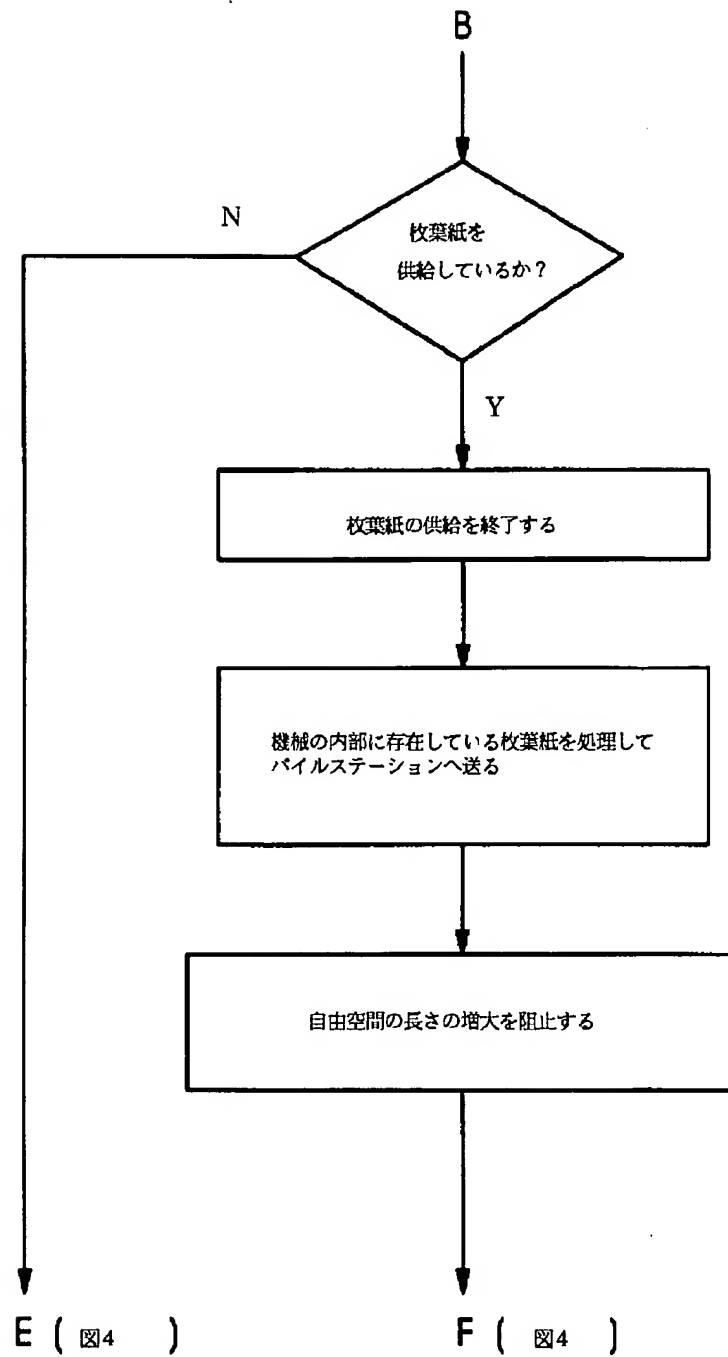 B
N
枚葉紙を
供給しているか？
Y
枚葉紙の供給を終了する
機械の内部に存在している枚葉紙を処理して
パイルステーションへ送る
自由空間の長さの増大を阻止する
E ( 図4 )
F ( 図4 )